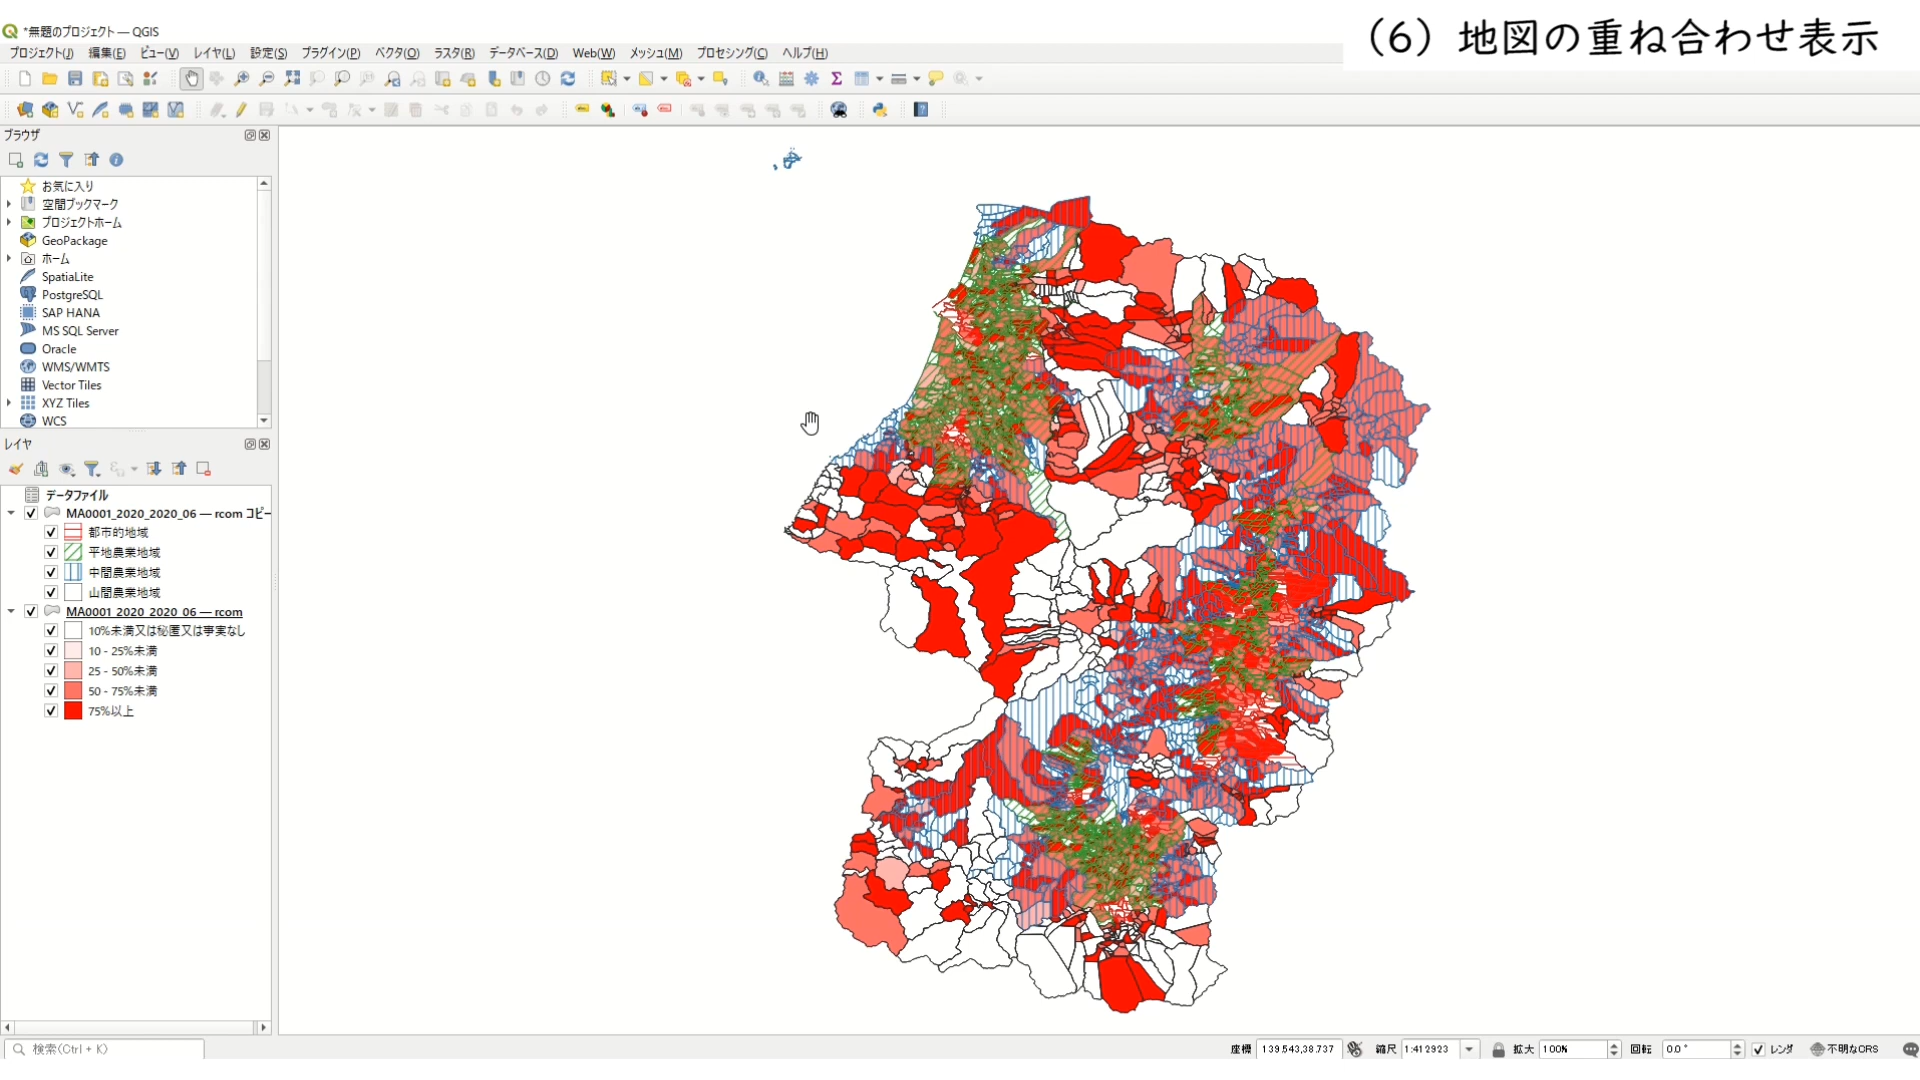 (6) 地図の重ね合わせ表示
*無題のプロジェクト — QGIS
プロジェクト(J) 編集(E) ビュー(V) レイヤ(L) 設定(S) プラグイン(P) ベクタ(O) ラスタ(R) データベース(D) Web(W) メッシュ(M) プロセシング(C) ヘルプ(H)
ブラウザ
お気に入り
空間ブックマーク
プロジェクトホーム
GeoPackage
ホーム
SpatiaLite
PostgreSQL
SAP HANA
MS SQL Server
Oracle
WMS/WMTS
Vector Tiles
XYZ Tiles
WCS
レイヤ
データファイル
MA0001_2020_2020_06 — rcom コピー
都市的地域
平地農業地域
中間農業地域
山間農業地域
MA0001_2020_2020_06 — rcom
10%未満又は秘匿又は事実なし
10 - 25%未満
25 - 50%未満
50 - 75%未満
75%以上
検索(Ctrl + K)
座標 139.543,38.737 縮尺 1:412923 拡大 100% 回転 0.0 ° レンダ 不明なCRS